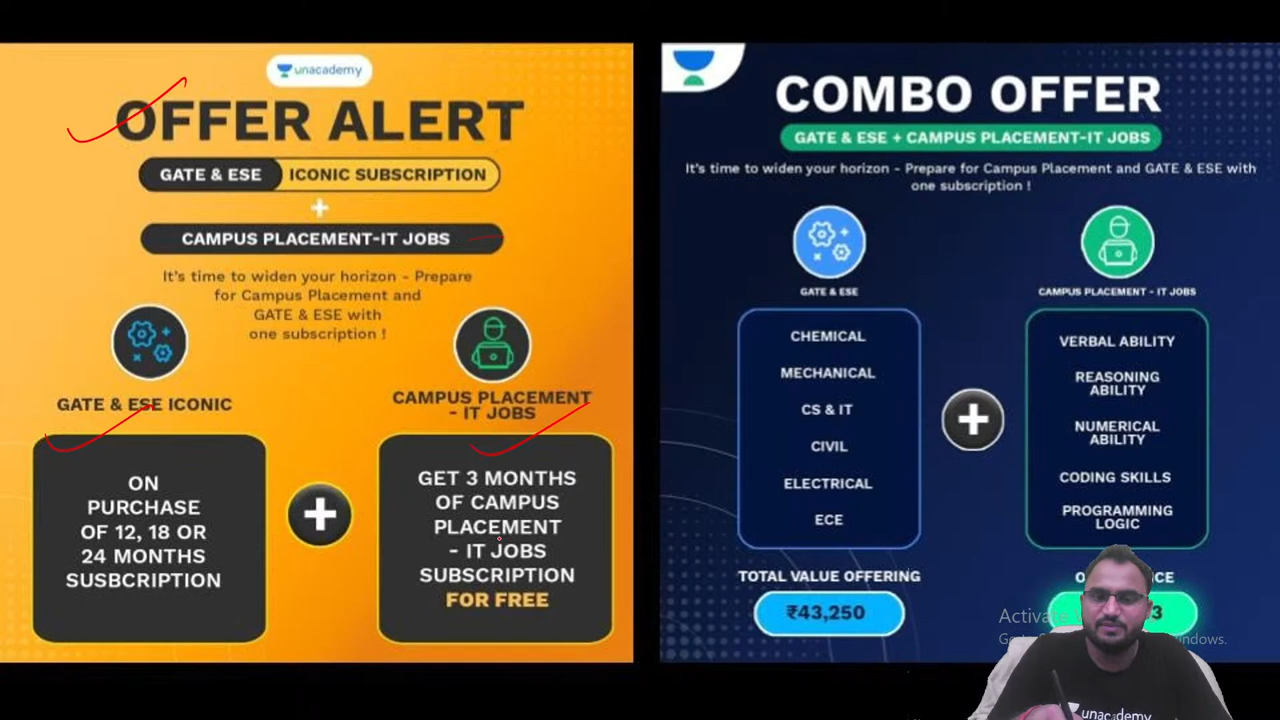 unacademy
OFFER ALERT
GATE & ESE ICONIC SUBSCRIPTION
+
CAMPUS PLACEMENT-IT JOBS
It's time to widen your horizon - Prepare
for Campus Placement and
GATE & ESE with
one subscription !
GATE & ESE ICONIC
ON
PURCHASE
OF 12, 18 OR
24 MONTHS
SUSBCRIPTION
+
CAMPUS PLACEMENT
- IT JOBS
GET 3 MONTHS
OF CAMPUS
PLACEMENT
- IT JOBS
SUBSCRIPTION
FOR FREE
COMBO OFFER
GATE & ESE + CAMPUS PLACEMENT-IT JOBS
It's time to widen your horizon - Prepare for Campus Placement and GATE & ESE with
one subscription !
GATE & ESE
CHEMICAL
MECHANICAL
CS & IT
CIVIL
ELECTRICAL
ECE
+
CAMPUS PLACEMENT - IT JOBS
VERBAL ABILITY
REASONING
ABILITY
NUMERICAL
ABILITY
CODING SKILLS
PROGRAMMING
LOGIC
TOTAL VALUE OFFERING
₹43,250
Activate
unacademy